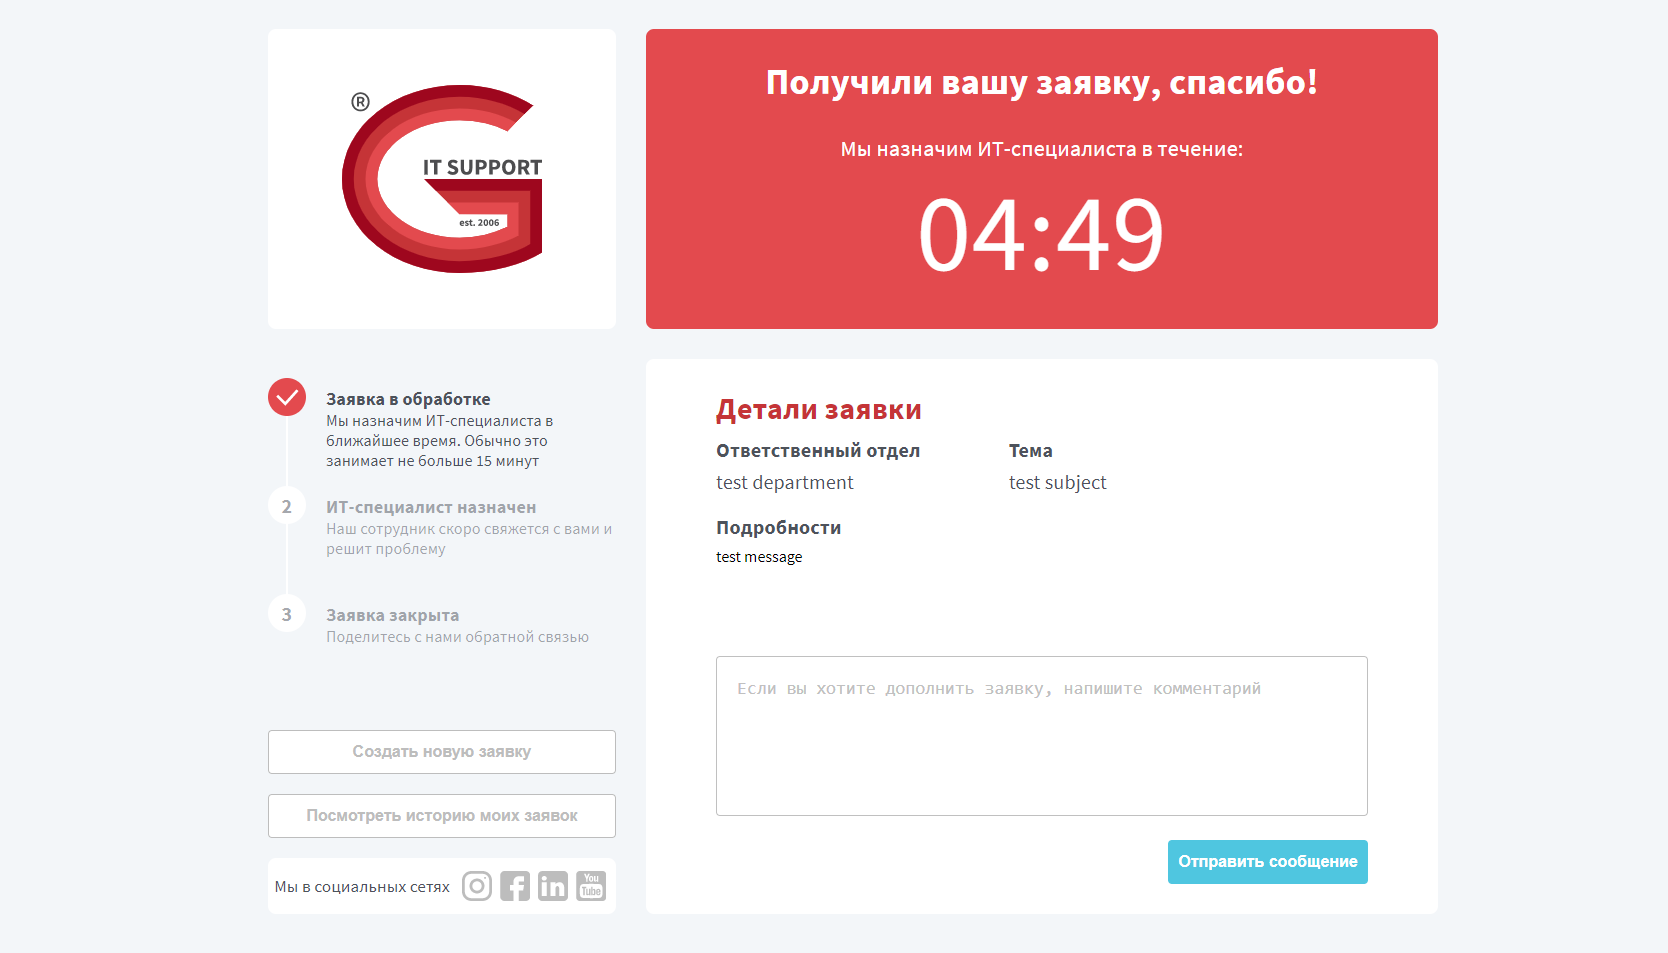 ®
IT SUPPORT
est. 2006
Получили вашу заявку, спасибо!
Мы назначим ИТ-специалиста в течение:
04:49
Заявка в обработке
Мы назначим ИТ-специалиста в
ближайшее время. Обычно это
занимает не больше 15 минут
2
ИТ-специалист назначен
Наш сотрудник скоро свяжется с вами и
решит проблему
3
Заявка закрыта
Поделитесь с нами обратной связью
Создать новую заявку
Посмотреть историю моих заявок
Мы в социальных сетях
in
You
Tube
Детали заявки
Ответственный отдел
Тема
test department
test subject
Подробности
test message
Если вы хотите дополнить заявку, напишите комментарий
Отправить сообщение